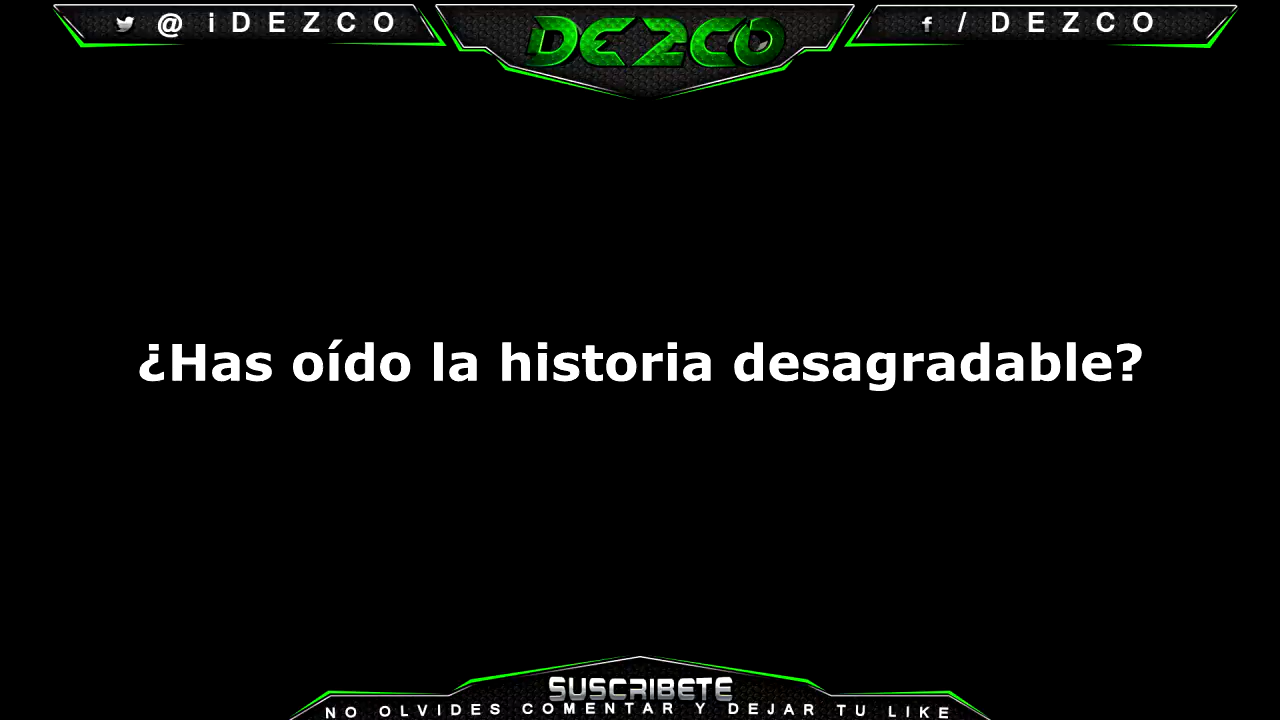 @iDEZCO
DEZCO
/DEZCO
¿Has oído la historia desagradable?
SUSCRIBETE
NO OLVIDES COMENTAR Y DEJAR TU LIKE